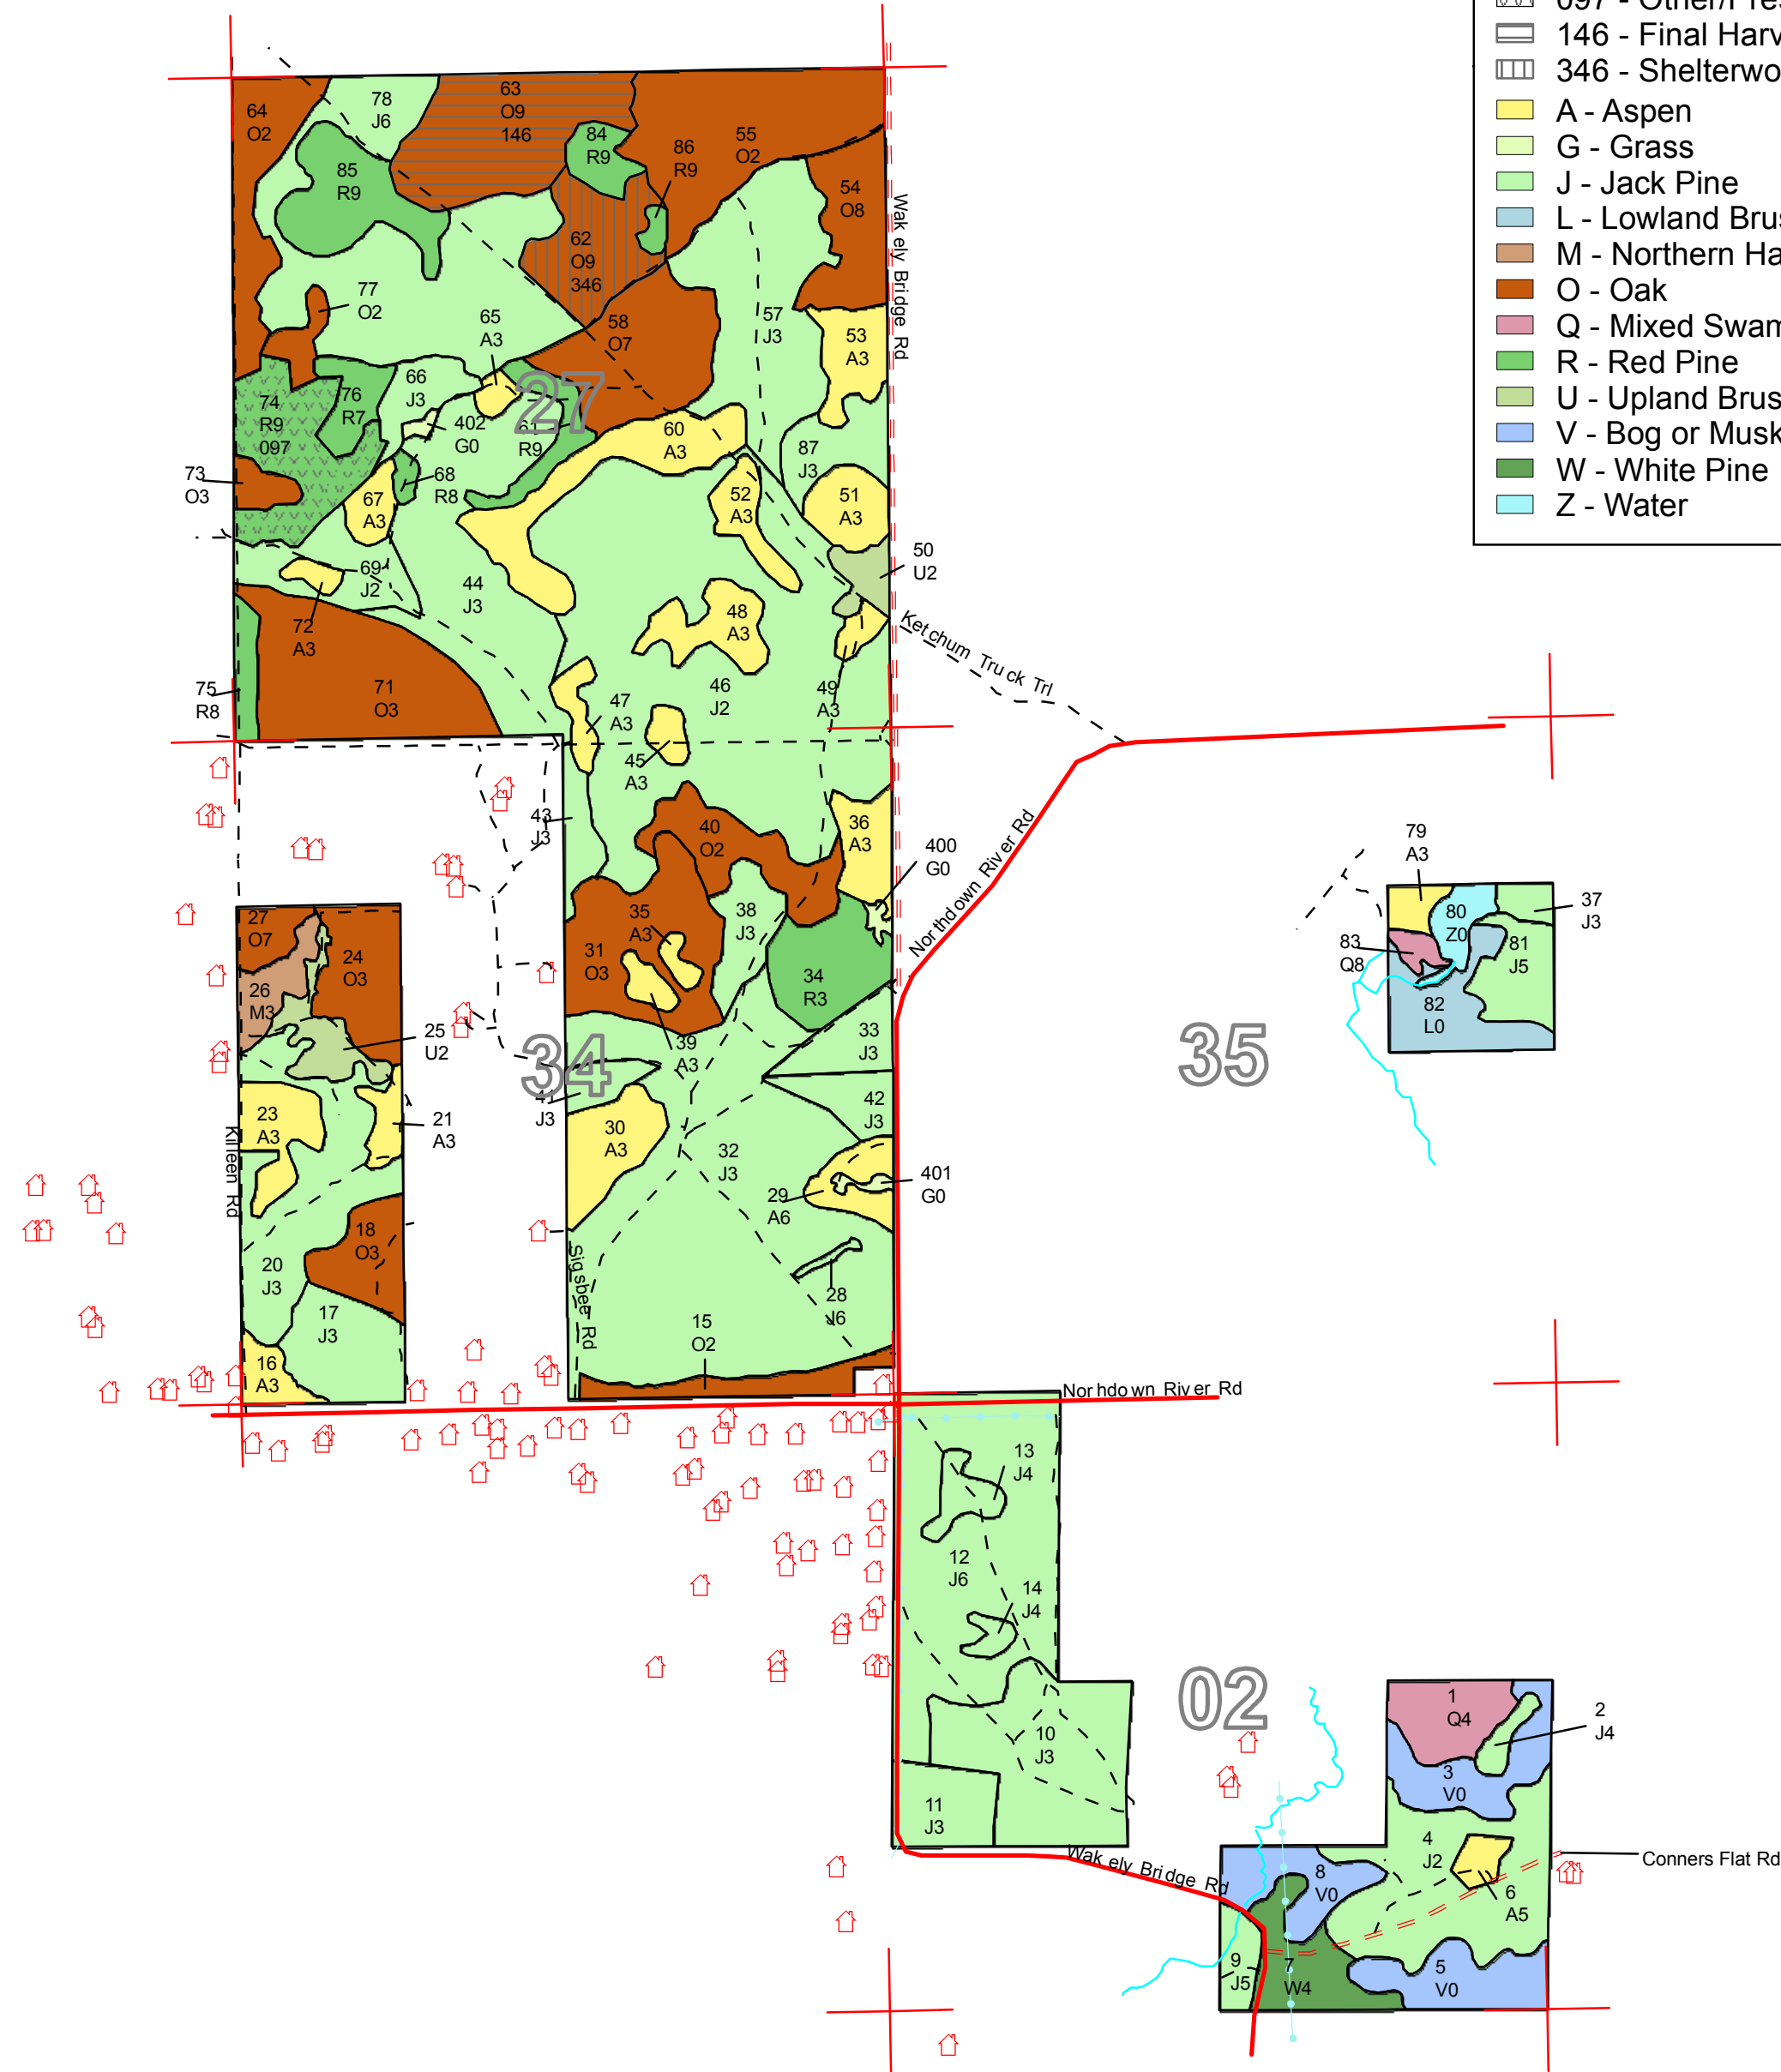 097 - Other/Pres
146 - Final Harv
346 - Shelterwo
A - Aspen
G - Grass
J - Jack Pine
L - Lowland Brus
M - Northern Ha
O - Oak
Q - Mixed Swam
R - Red Pine
U - Upland Brus
V - Bog or Musk
W - White Pine
Z - Water
64
O2
78
J6
63
O9
146
84
R9
86
R9
55
O2
85
R9
54
O8
Wakely Bridge Rd
62
O9
346
77
O2
65
A3
58
O7
57
J3
53
A3
66
J3
27
74
R9
097
76
R7
402
G0
61
R9
60
A3
87
J3
73
O3
68
R8
67
A3
52
A3
51
A3
50
U2
69
J2
44
J3
48
A3
Ketchum Truck Trl
72
A3
75
R8
71
O3
47
A3
46
J2
49
A3
45
A3
43
J3
40
O2
36
A3
400
G0
Northdown River Rd
79
A3
37
J3
27
O7
24
O3
35
A3
38
J3
31
O3
80
Z0
83
Q8
81
J5
26
M3
34
R3
82
L0
25
U2
34
39
A3
33
J3
35
41
J3
42
J3
23
A3
21
A3
30
A3
32
J3
Killeen Rd
401
G0
29
A6
18
O3
20
J3
Sigsbee Rd
28
J6
17
J3
15
O2
16
A3
Norhdown River Rd
13
J4
12
J6
14
J4
02
1
Q4
2
J4
10
J3
3
V0
11
J3
4
J2
Wakely Bridge Rd
Conners Flat Rd
8
V0
6
A5
9
J5
7
W4
5
V0